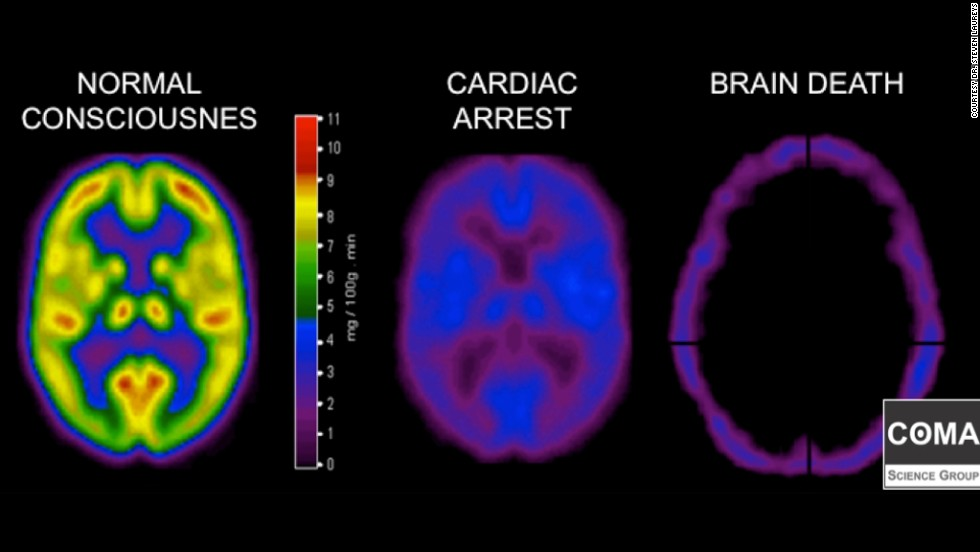 COURTESY DR. STEVEN LAUREYS
NORMAL
CONSCIOUSNES
CARDIAC
ARREST
BRAIN DEATH
11
10
9
8
7
6
5
4
3
2
1
0
mg / 100g . min
COMA
SCIENCE GROUP